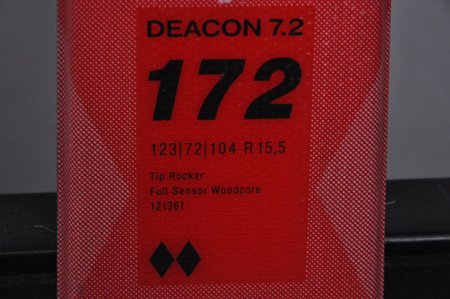 DEACON 7.2
172
123|72|104 R15,5
Tip Rocker
Full Sensor Woodcore
121361